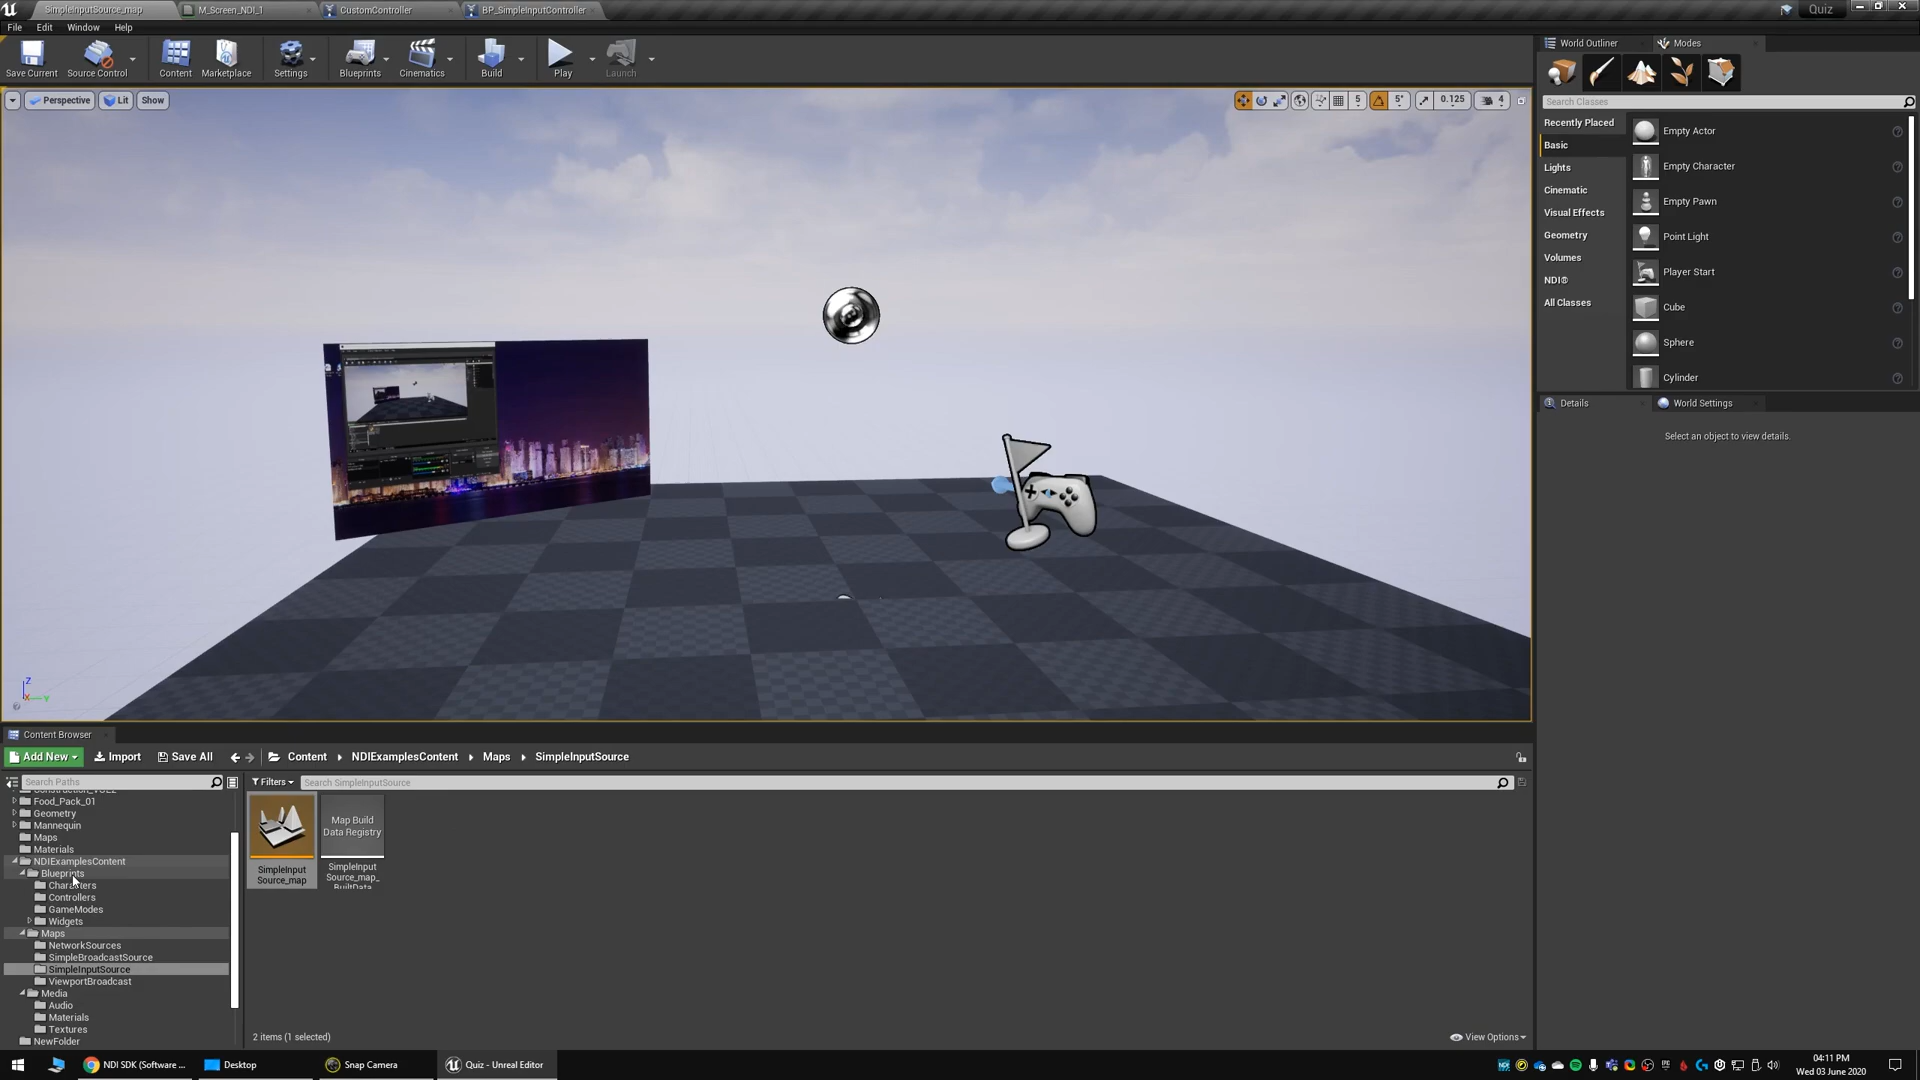 SimpleInputSource_map
M_Screen_NDI_1
CustomController
BP_SimpleInputController
Quiz
File
Edit
Window
Help
Save Current
Source Control
Content
Marketplace
Settings
Blueprints
Cinematics
Build
Play
Launch
World Outliner
Modes
Perspective
Lit
Show
5
5°
0.125
4
Search Classes
Recently Placed
Basic
Lights
Cinematic
Visual Effects
Geometry
Volumes
NDI®
All Classes
Empty Actor
Empty Character
Empty Pawn
Point Light
Player Start
Cube
Sphere
Cylinder
Details
World Settings
Select an object to view details.
Z
X
Y
Content Browser
Add New
Import
Save All
Content
NDIExamplesContent
Maps
SimpleInputSource
Search Paths
Filters
Search SimpleInputSource
Food_Pack_01
Geometry
Mannequin
Maps
Materials
NDIExamplesContent
Blueprints
Characters
Controllers
GameModes
Widgets
Maps
NetworkSources
SimpleBroadcastSource
SimpleInputSource
ViewportBroadcast
Media
Audio
Materials
Textures
NewFolder
SimpleInput
Source_map
Map Build
Data Registry
SimpleInput
Source_map_
BuiltData
2 items (1 selected)
View Options
NDI SDK (Software ...
Desktop
Snap Camera
Quiz - Unreal Editor
04:11 PM
Wed 03 June 2020